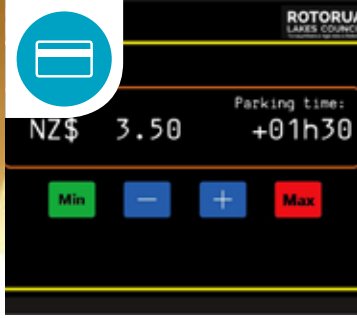 ROTORUA
LAKES COUNCIL
Parking time:
NZ$ 3.50 +01h30
Min − + Max